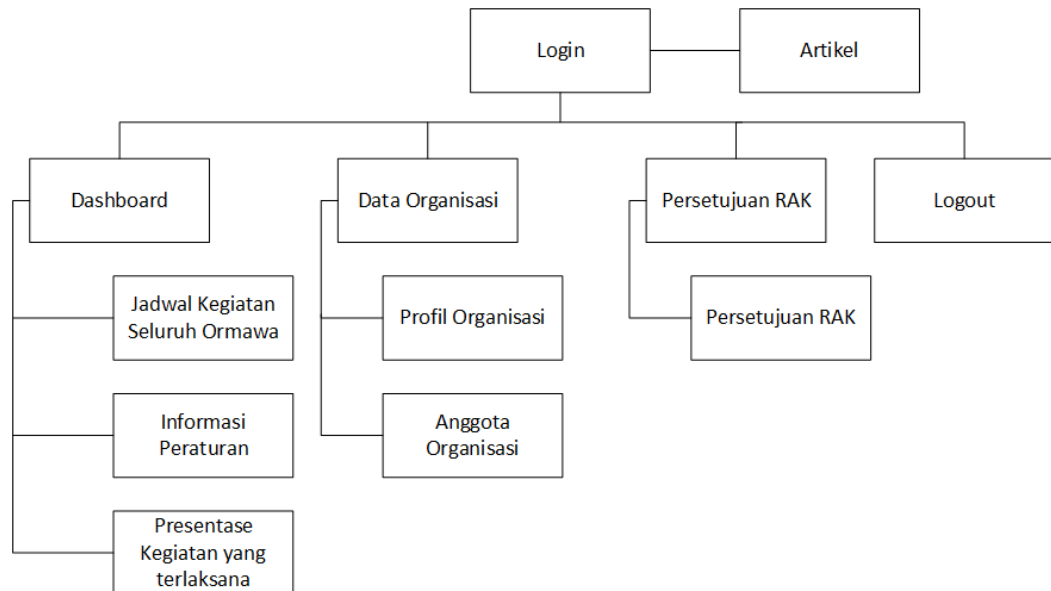 Login
Artikel
Dashboard
Data Organisasi
Persetujuan RAK
Logout
Jadwal Kegiatan
Seluruh Ormawa
Profil Organisasi
Persetujuan RAK
Informasi
Peraturan
Anggota
Organisasi
Presentase
Kegiatan yang
terlaksana